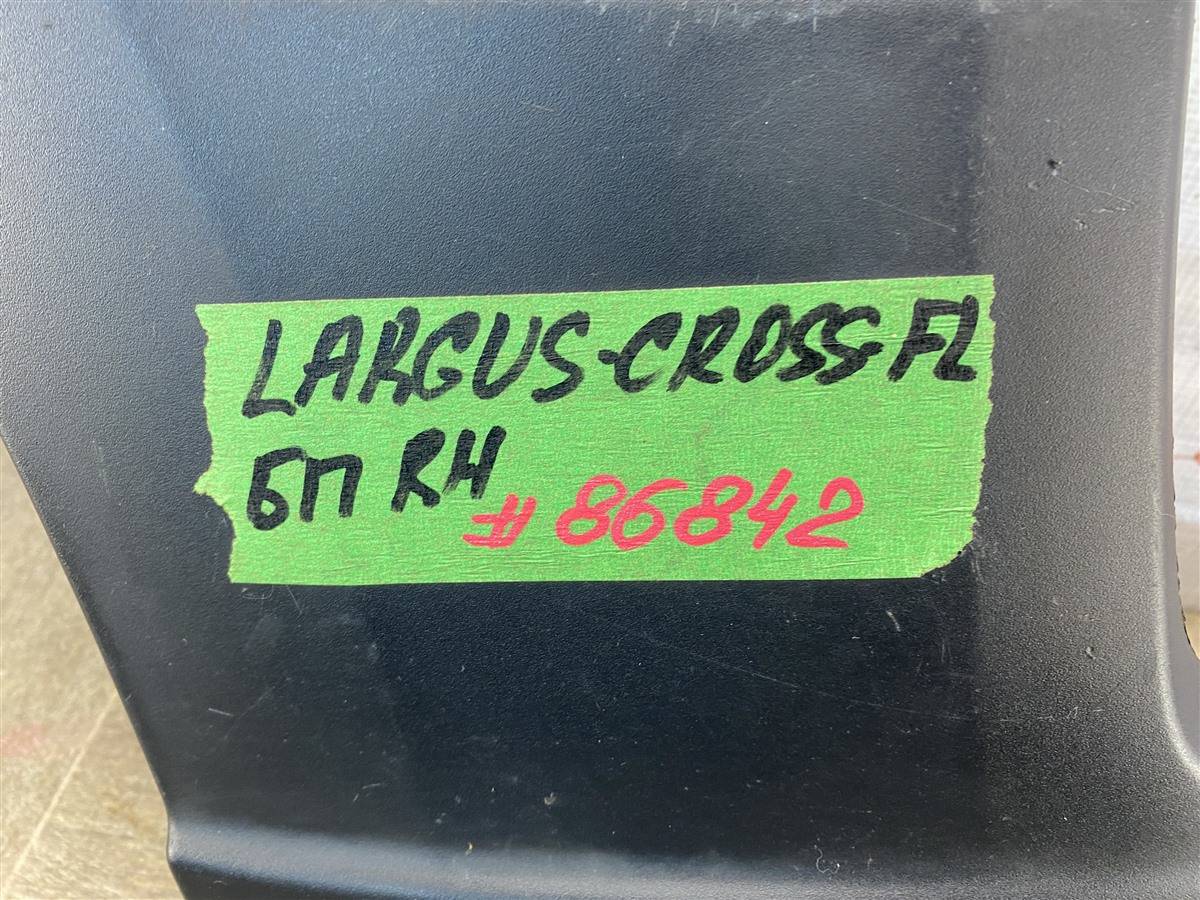 LARGUS-CROSS FL
БП RH
#86842